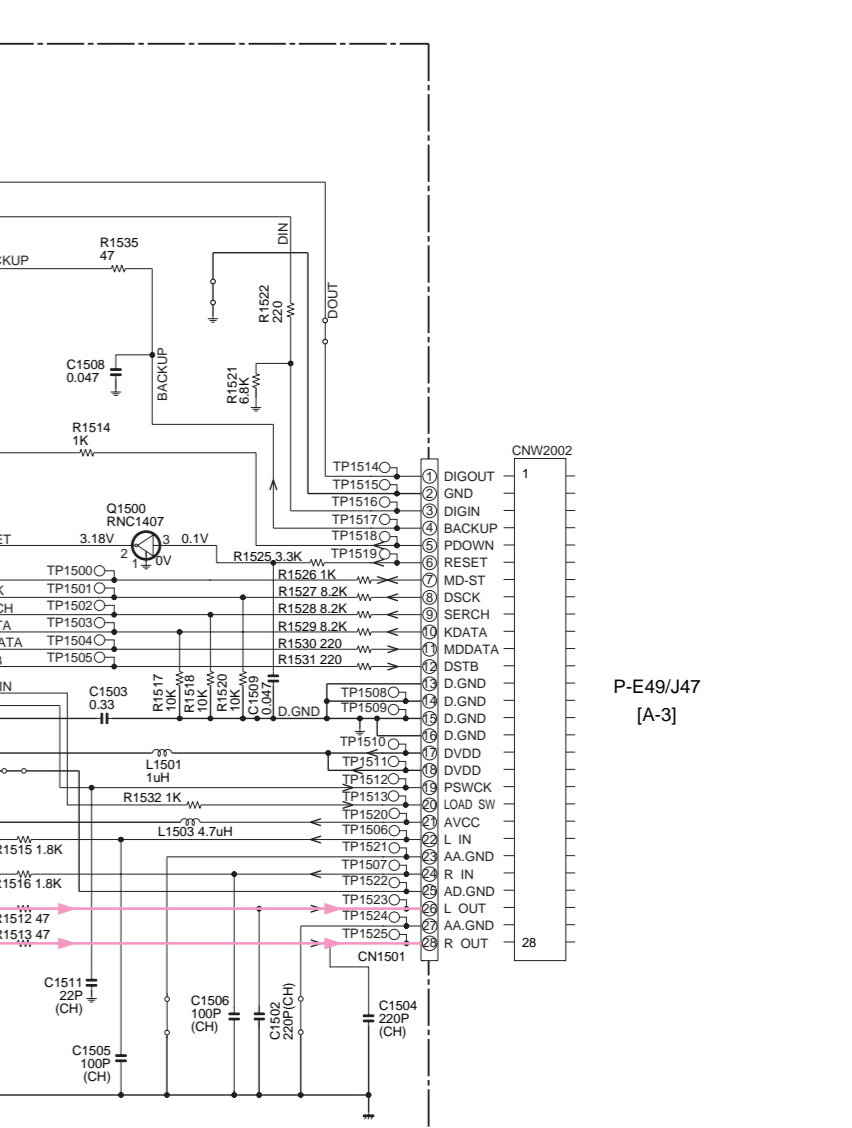 DIN
R1535
47
CKUP
R1522
220
DOUT
C1508
0.047
BACKUP
R1521
6.8K
R1514
1K
CNW2002
TP1514
1 DIGOUT
1
TP1515
2 GND
TP1516
3 DIGIN
TP1517
4 BACKUP
TP1518
5 PDOWN
TP1519
6 RESET
Q1500
RNC1407
ET
3.18V
2
3
0.1V
1
0V
R1525 3.3K
TP1500
R1526 1K
7 MD-ST
K
TP1501
R1527 8.2K
8 DSCK
CH
TP1502
R1528 8.2K
9 SERCH
TA
TP1503
R1529 8.2K
10 KDATA
ATA
TP1504
R1530 220
11 MDDATA
B
TP1505
R1531 220
12 DSTB
P-E49/J47
[A-3]
IN
C1503
0.33
R1517
10K
R1518
10K
R1520
10K
C1509
0.047
D.GND
13 D.GND
TP1508
14 D.GND
TP1509
15 D.GND
16 D.GND
TP1510
17 DVDD
L1501
1uH
TP1511
18 DVDD
TP1512
19 PSWCK
R1532 1K
TP1513
20 LOAD SW
TP1520
21 AVCC
L1503 4.7uH
TP1506
22 L IN
R1515 1.8K
TP1521
23 AA.GND
TP1507
24 R IN
R1516 1.8K
TP1522
25 AD.GND
TP1523
26 L OUT
R1512 47
TP1524
27 AA.GND
R1513 47
TP1525
28 R OUT
28
CN1501
C1511
22P
(CH)
C1506
100P
(CH)
C1502
220P(CH)
C1504
220P
(CH)
C1505
100P
(CH)